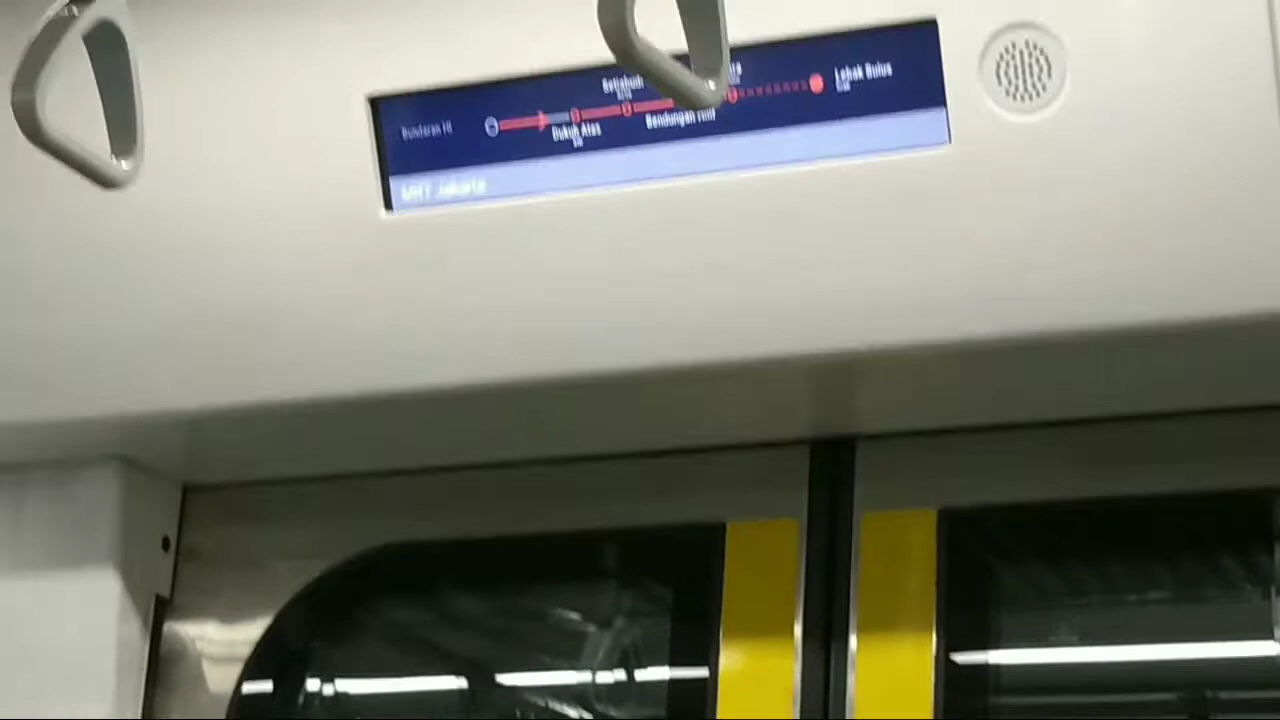 Bundaran HI
Dukuh Atas
Setiabudi
Bendungan Hilir
Lebak Bulus
MRT Jakarta